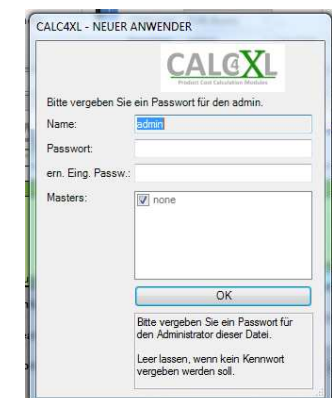 CALC4XL - NEUER ANWENDER
CALC4XL
Product Cost Calculation Modules
Bitte vergeben Sie ein Passwort für den admin.
Name: admin
Passwort:
ern. Eing. Passw.:
Masters: none
OK
Bitte vergeben Sie ein Passwort für
den Administrator dieser Datei.
Leer lassen, wenn kein Kennwort
vergeben werden soll.